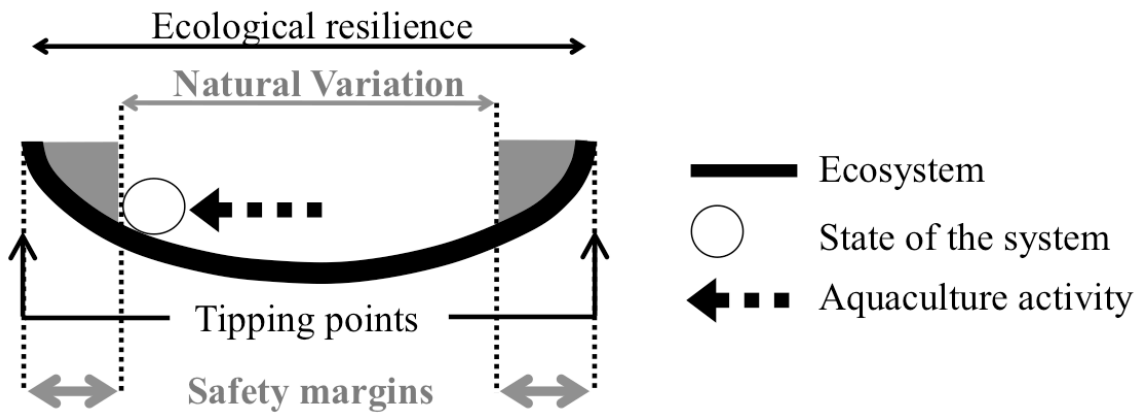 Ecological resilience
Natural Variation
Ecosystem
State of the system
Aquaculture activity
Tipping points
Safety margins